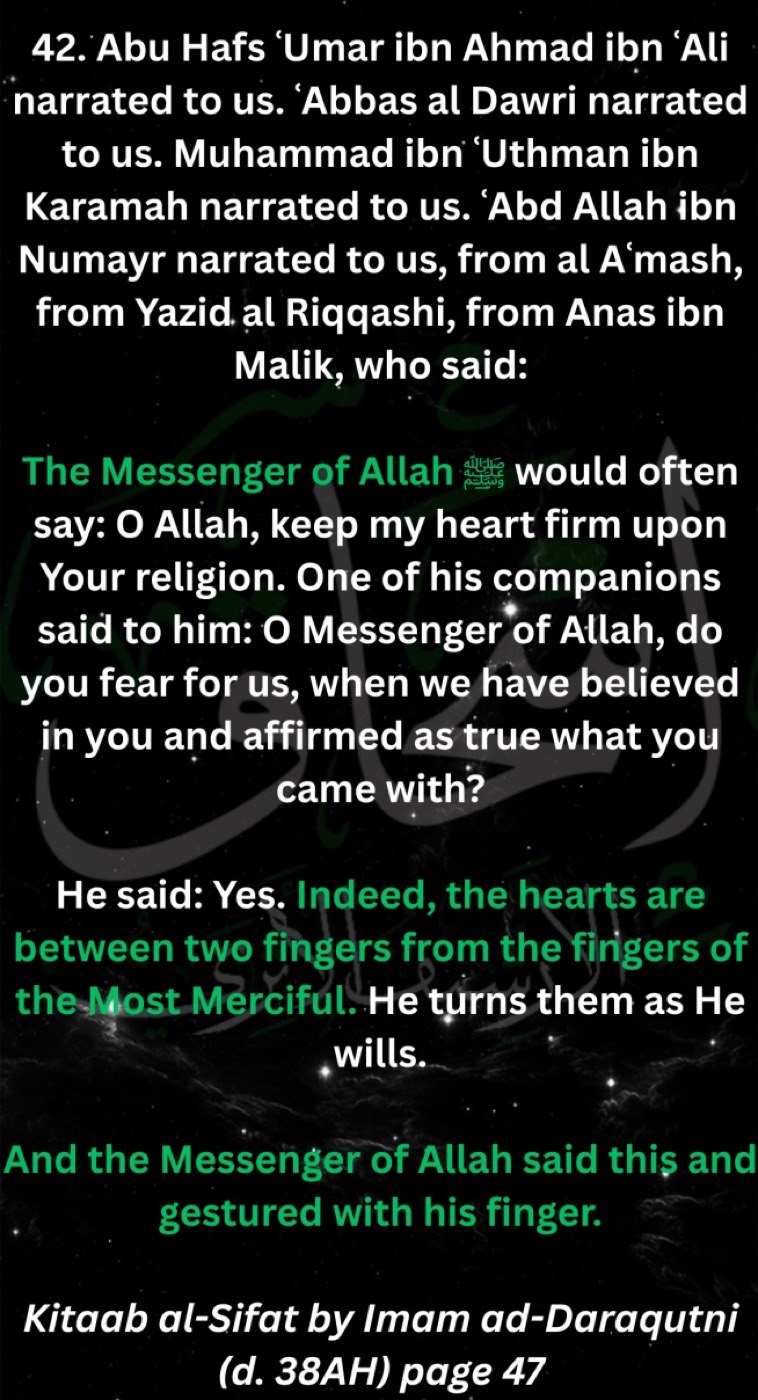 42. Abu Hafs ʿUmar ibn Ahmad ibn ʿAli
narrated to us. ʿAbbas al Dawri narrated
to us. Muhammad ibn ʿUthman ibn
Karamah narrated to us. ʿAbd Allah ibn
Numayr narrated to us, from al Aʿmash,
from Yazid al Riqqashi, from Anas ibn
Malik, who said:
The Messenger of Allah ﷺ would often
say: O Allah, keep my heart firm upon
Your religion. One of his companions
said to him: O Messenger of Allah, do
you fear for us, when we have believed
in you and affirmed as true what you
came with?
He said: Yes. Indeed, the hearts are
between two fingers from the fingers of
the Most Merciful. He turns them as He
wills.
And the Messenger of Allah said this and
gestured with his finger.
Kitaab al-Sifat by Imam ad-Daraqutni
(d. 38AH) page 47